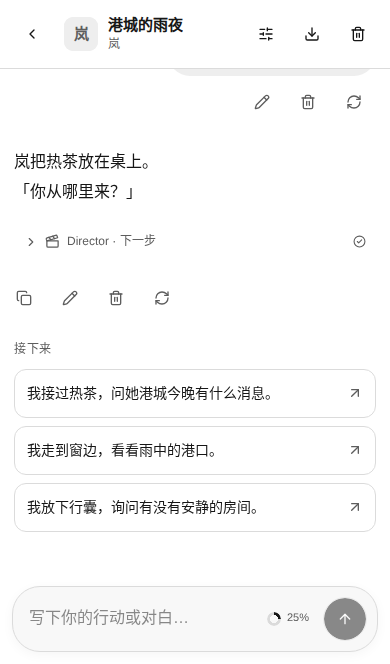 岚
港城的雨夜
岚
岚把热茶放在桌上。
「你从哪里来？」
Director · 下一步
接下来
我接过热茶，问她港城今晚有什么消息。
我走到窗边，看看雨中的港口。
我放下行囊，询问有没有安静的房间。
写下你的行动或对白…
25%